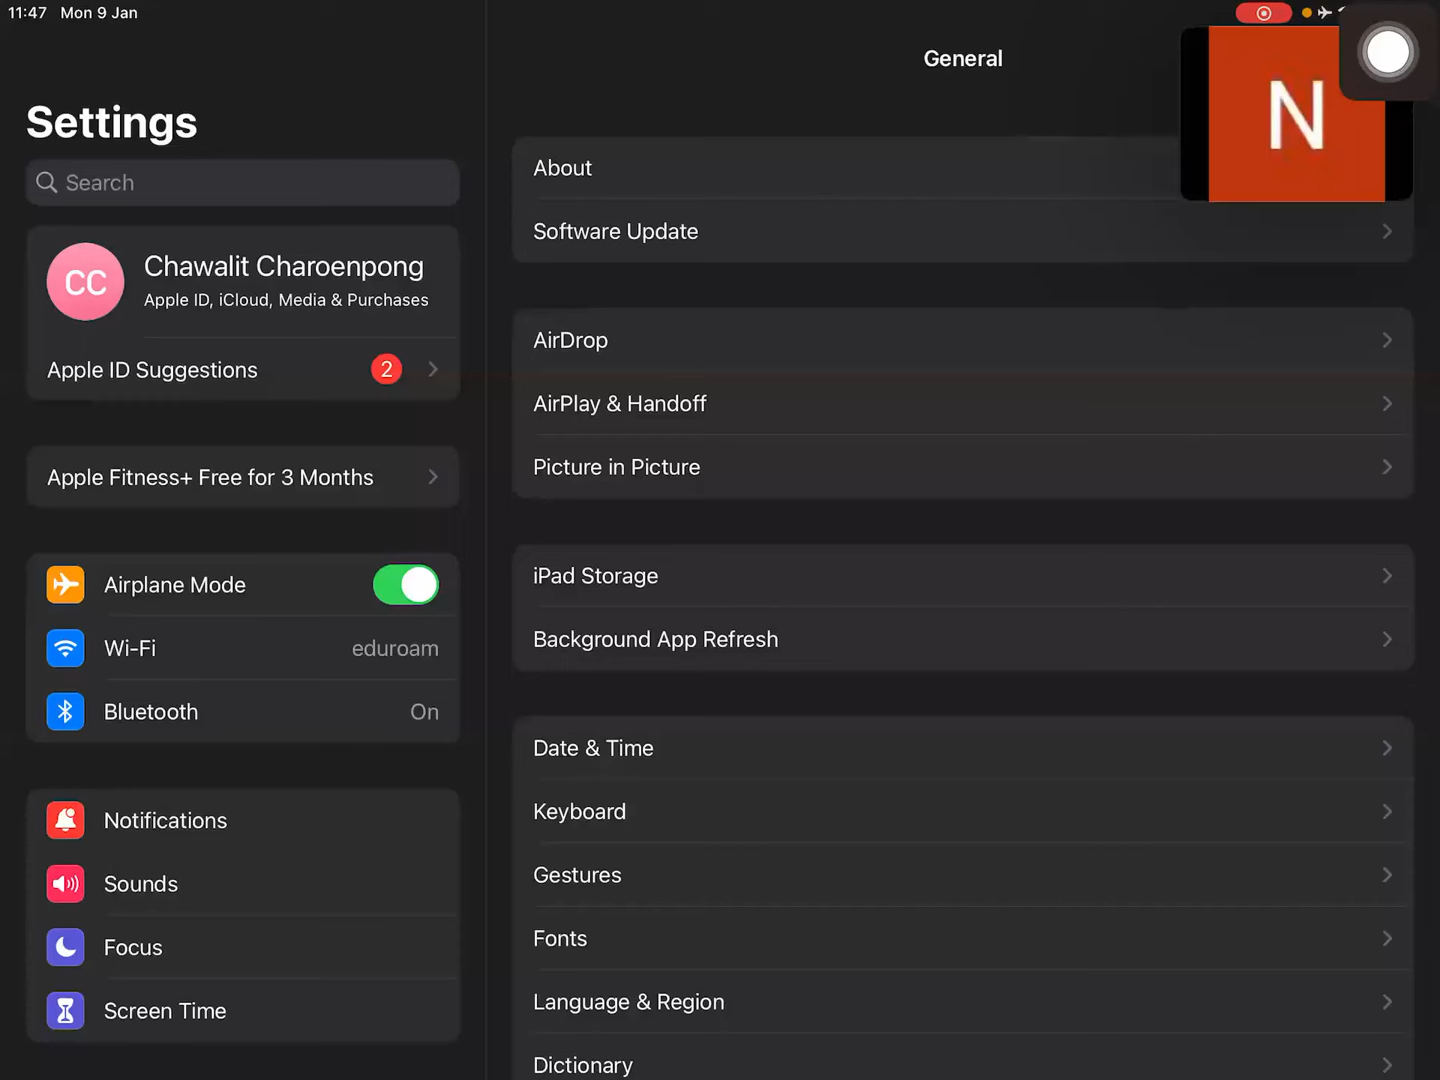 11:47 Mon 9 Jan
Settings
Search
CC
Chawalit Charoenpong
Apple ID, iCloud, Media & Purchases
Apple ID Suggestions 2
Apple Fitness+ Free for 3 Months
Airplane Mode
Wi-Fi eduroam
Bluetooth On
Notifications
Sounds
Focus
Screen Time
General
N
About
Software Update
AirDrop
AirPlay & Handoff
Picture in Picture
iPad Storage
Background App Refresh
Date & Time
Keyboard
Gestures
Fonts
Language & Region
Dictionary